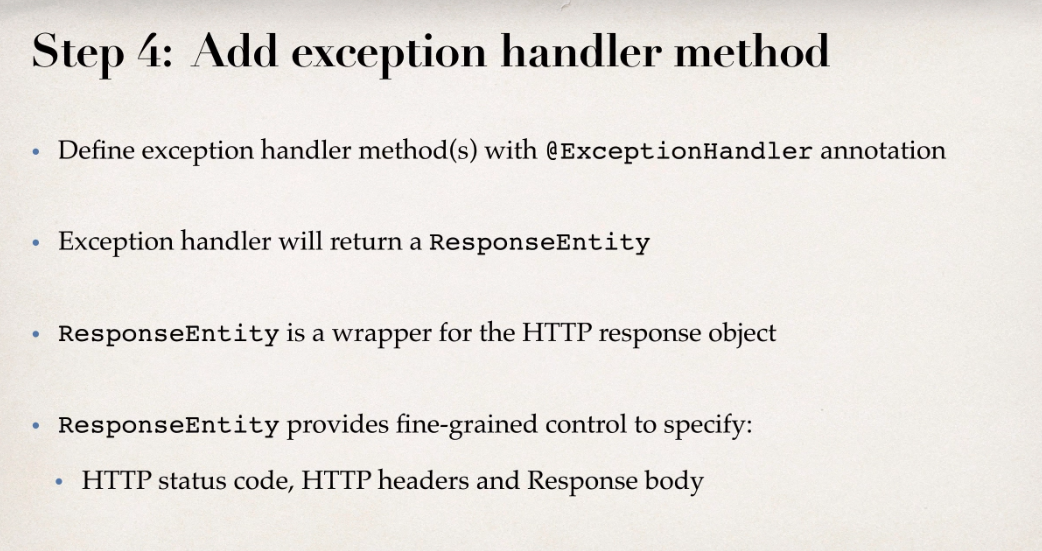 Step 4: Add exception handler method
• Define exception handler method(s) with @ExceptionHandler annotation
• Exception handler will return a ResponseEntity
• ResponseEntity is a wrapper for the HTTP response object
• ResponseEntity provides fine-grained control to specify:
• HTTP status code, HTTP headers and Response body